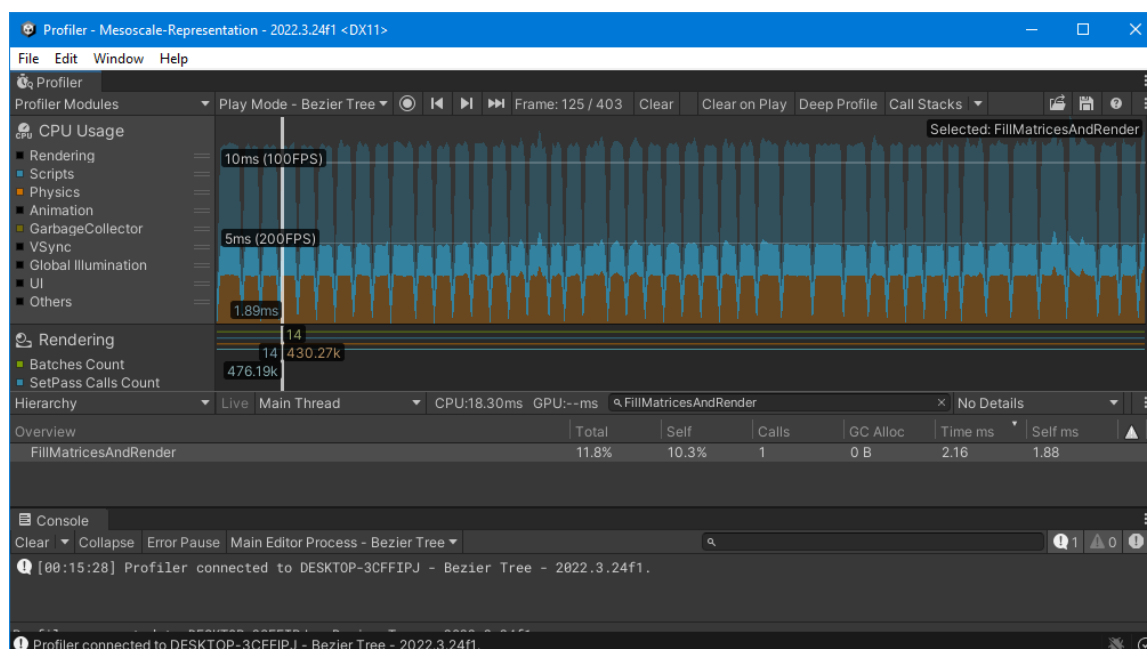 Profiler - Mesoscale-Representation - 2022.3.24f1 <DX11>
File Edit Window Help
Profiler
Profiler Modules Play Mode - Bezier Tree Frame: 125 / 403 Clear Clear on Play Deep Profile Call Stacks
CPU Usage
Selected: FillMatricesAndRender
Rendering
10ms (100FPS)
Scripts
Physics
Animation
GarbageCollector
5ms (200FPS)
VSync
Global Illumination
UI
Others
1.89ms
Rendering
14
14 430.27k
Batches Count
476.19k
SetPass Calls Count
Hierarchy Live Main Thread CPU:18.30ms GPU:--ms FillMatricesAndRender No Details
Overview Total Self Calls GC Alloc Time ms Self ms
FillMatricesAndRender 11.8% 10.3% 1 0 B 2.16 1.88
Console
Clear Collapse Error Pause Main Editor Process - Bezier Tree 1 0
[00:15:28] Profiler connected to DESKTOP-3CFFIPJ - Bezier Tree - 2022.3.24f1.
Profiler connected to DESKTOP-3CFFIPJ - Bezier Tree - 2022.3.24f1.